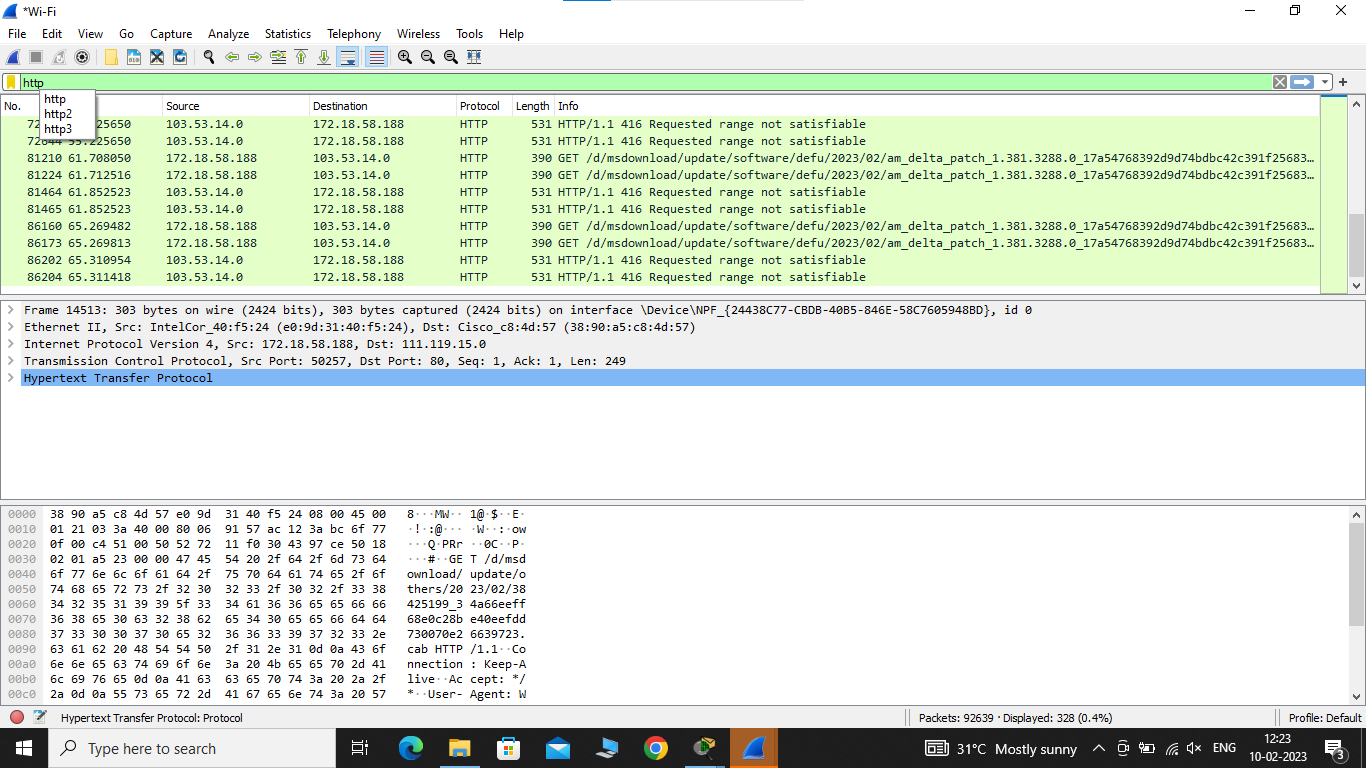 *Wi-Fi
File Edit View Go Capture Analyze Statistics Telephony Wireless Tools Help
http
http
http2
http3
No. Source Destination Protocol Length Info
103.53.14.0 172.18.58.188 HTTP 531 HTTP/1.1 416 Requested range not satisfiable
103.53.14.0 172.18.58.188 HTTP 531 HTTP/1.1 416 Requested range not satisfiable
81210 61.708050 172.18.58.188 103.53.14.0 HTTP 390 GET /d/msdownload/update/software/defu/2023/02/am_delta_patch_1.381.3288.0_17a54768392d9d74bdbc42c391f25683…
81224 61.712516 172.18.58.188 103.53.14.0 HTTP 390 GET /d/msdownload/update/software/defu/2023/02/am_delta_patch_1.381.3288.0_17a54768392d9d74bdbc42c391f25683…
81464 61.852523 103.53.14.0 172.18.58.188 HTTP 531 HTTP/1.1 416 Requested range not satisfiable
81465 61.852523 103.53.14.0 172.18.58.188 HTTP 531 HTTP/1.1 416 Requested range not satisfiable
86160 65.269482 172.18.58.188 103.53.14.0 HTTP 390 GET /d/msdownload/update/software/defu/2023/02/am_delta_patch_1.381.3288.0_17a54768392d9d74bdbc42c391f25683…
86173 65.269813 172.18.58.188 103.53.14.0 HTTP 390 GET /d/msdownload/update/software/defu/2023/02/am_delta_patch_1.381.3288.0_17a54768392d9d74bdbc42c391f25683…
86202 65.310954 103.53.14.0 172.18.58.188 HTTP 531 HTTP/1.1 416 Requested range not satisfiable
86204 65.311418 103.53.14.0 172.18.58.188 HTTP 531 HTTP/1.1 416 Requested range not satisfiable
Frame 14513: 303 bytes on wire (2424 bits), 303 bytes captured (2424 bits) on interface \Device\NPF_{24438C77-CBDB-40B5-846E-58C7605948BD}, id 0
Ethernet II, Src: IntelCor_40:f5:24 (e0:9d:31:40:f5:24), Dst: Cisco_c8:4d:57 (38:90:a5:c8:4d:57)
Internet Protocol Version 4, Src: 172.18.58.188, Dst: 111.119.15.0
Transmission Control Protocol, Src Port: 50257, Dst Port: 80, Seq: 1, Ack: 1, Len: 249
Hypertext Transfer Protocol
0000 38 90 a5 c8 4d 57 e0 9d 31 40 f5 24 08 00 45 00 8···MW·· 1@·$··E·
0010 01 21 03 3a 40 00 80 06 91 57 ac 12 3a bc 6f 77 ·!·:@··· ·W··:·ow
0020 0f 00 c4 51 00 50 52 72 11 f0 30 43 97 ce 50 18 ···Q·PRr ··0C··P·
0030 02 01 a5 23 00 00 47 45 54 20 2f 64 2f 6d 73 64 ···#··GE T /d/msd
0040 6f 77 6e 6c 6f 61 64 2f 75 70 64 61 74 65 2f 6f ownload/ update/o
0050 74 68 65 72 73 2f 32 30 32 33 2f 30 32 2f 33 38 thers/20 23/02/38
0060 34 32 35 31 39 39 5f 33 34 61 36 36 65 65 66 66 425199_3 4a66eeff
0070 36 38 65 30 63 32 38 62 65 34 30 65 65 66 64 64 68e0c28b e40eefdd
0080 37 33 30 30 37 30 65 32 36 36 33 39 37 32 33 2e 730070e2 6639723.
0090 63 61 62 20 48 54 54 50 2f 31 2e 31 0d 0a 43 6f cab HTTP /1.1··Co
00a0 6e 6e 65 63 74 69 6f 6e 3a 20 4b 65 65 70 2d 41 nnection : Keep-A
00b0 6c 69 76 65 0d 0a 41 63 63 65 70 74 3a 20 2a 2f live··Ac cept: */
00c0 2a 0d 0a 55 73 65 72 2d 41 67 65 6e 74 3a 20 57 *··User- Agent: W
Hypertext Transfer Protocol: Protocol Packets: 92639 · Displayed: 328 (0.4%) Profile: Default
Type here to search 31°C Mostly sunny ENG 12:23
10-02-2023 3